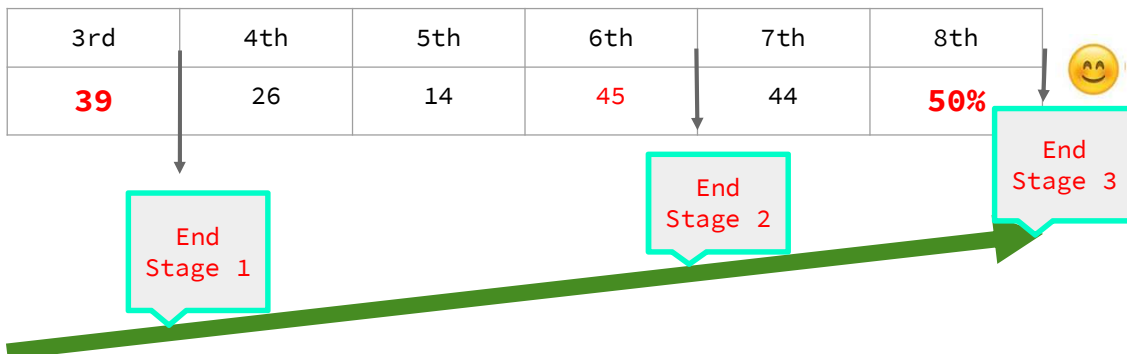 3rd 4th 5th 6th 7th 8th
39 26 14 45 44 50%
End
Stage 1
End
Stage 2
End
Stage 3